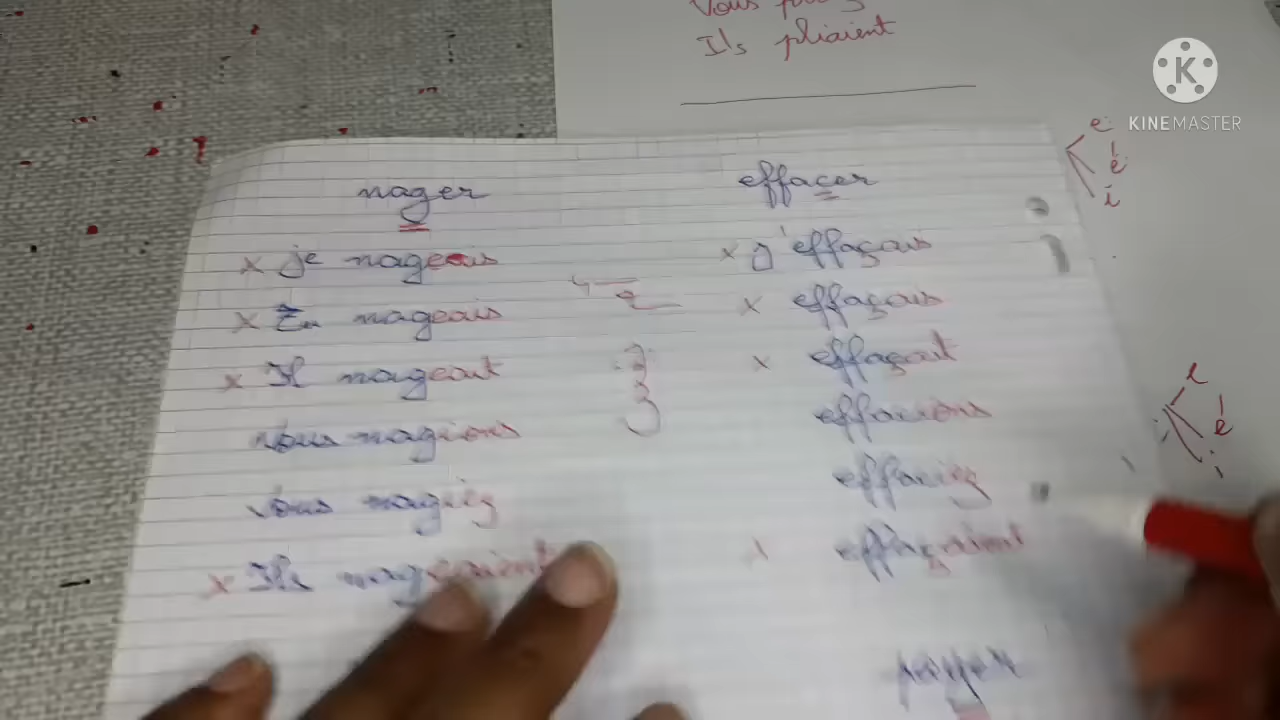 Vous
Ils pliaient
KINEMASTER
e
é
i
nager
x je nageais
x Tu nageais
x Il nageait
nous nagions
vous nagiez
x Ils nageaient
effacer
x j'effaçais
x effaçais
x effaçait
effacions
effaciez
x effaçaient
e
é
i